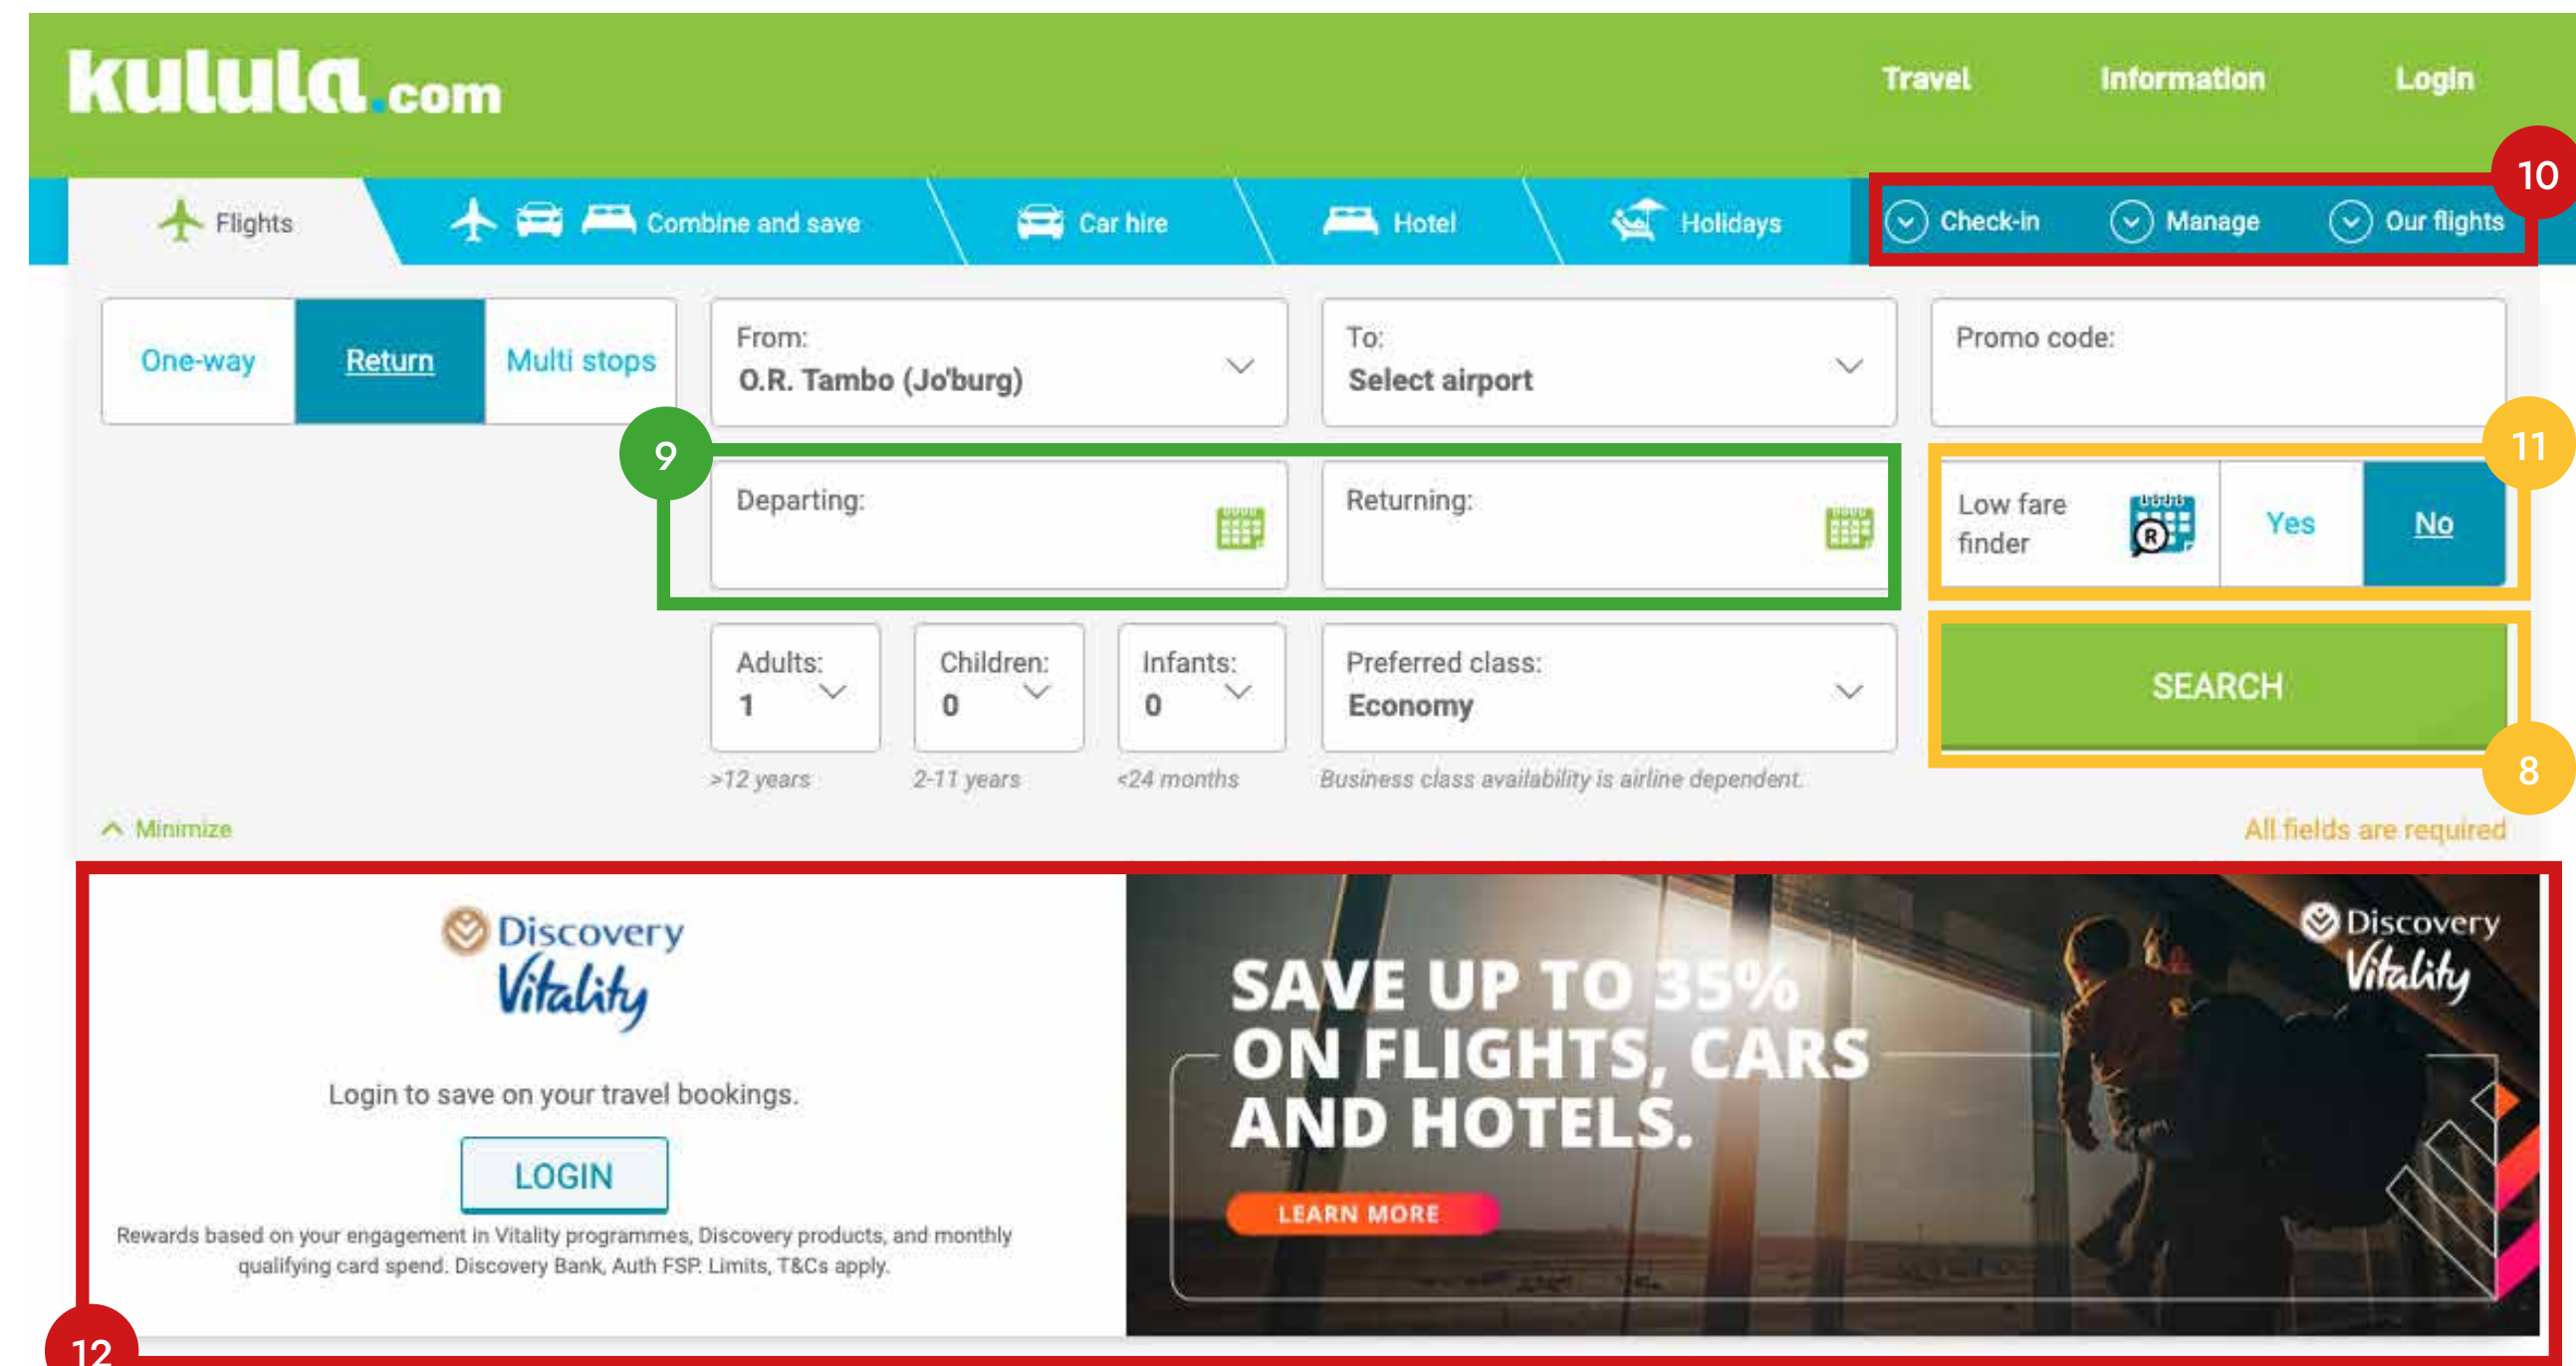 kulula.com
Travel Information Login
10
Flights Combine and save Car hire Hotel Holidays Check-in Manage Our flights
One-way Return Multi stops
From:
O.R. Tambo (Jo'burg)
To:
Select airport
Promo code:
9
Departing:
Returning:
11
Low fare
finder
R
Yes No
Adults:
1
Children:
0
Infants:
0
Preferred class:
Economy
SEARCH
8
>12 years 2-11 years <24 months Business class availability is airline dependent.
Minimize
All fields are required
Discovery
Vitality
Login to save on your travel bookings.
LOGIN
Rewards based on your engagement in Vitality programmes, Discovery products, and monthly
qualifying card spend. Discovery Bank, Auth FSP. Limits, T&Cs apply.
12
SAVE UP TO 35%
ON FLIGHTS, CARS
AND HOTELS.
LEARN MORE
Discovery
Vitality